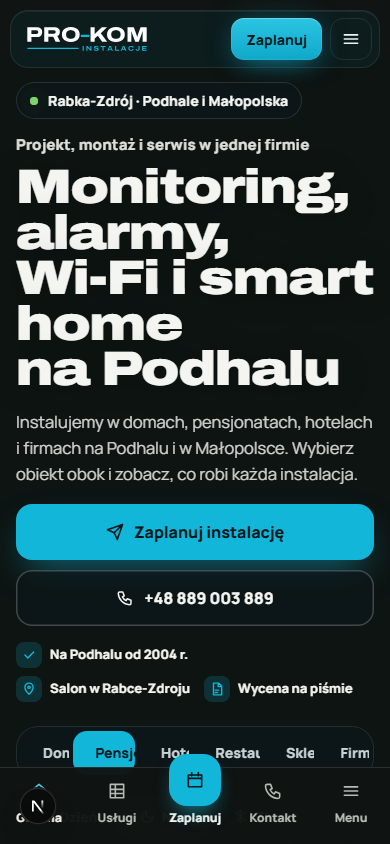 PRO-KOM
INSTALACJE
Zaplanuj
Rabka-Zdrój · Podhale i Małopolska
Projekt, montaż i serwis w jednej firmie
Monitoring,
alarmy,
Wi-Fi i smart
home
na Podhalu
Instalujemy w domach, pensjonatach, hotelach
i firmach na Podhalu i w Małopolsce. Wybierz
obiekt obok i zobacz, co robi każda instalacja.
Zaplanuj instalację
+48 889 003 889
Na Podhalu od 2004 r.
Salon w Rabce-Zdroju
Wycena na piśmie
N
Usługi
Zaplanuj
Kontakt
Menu